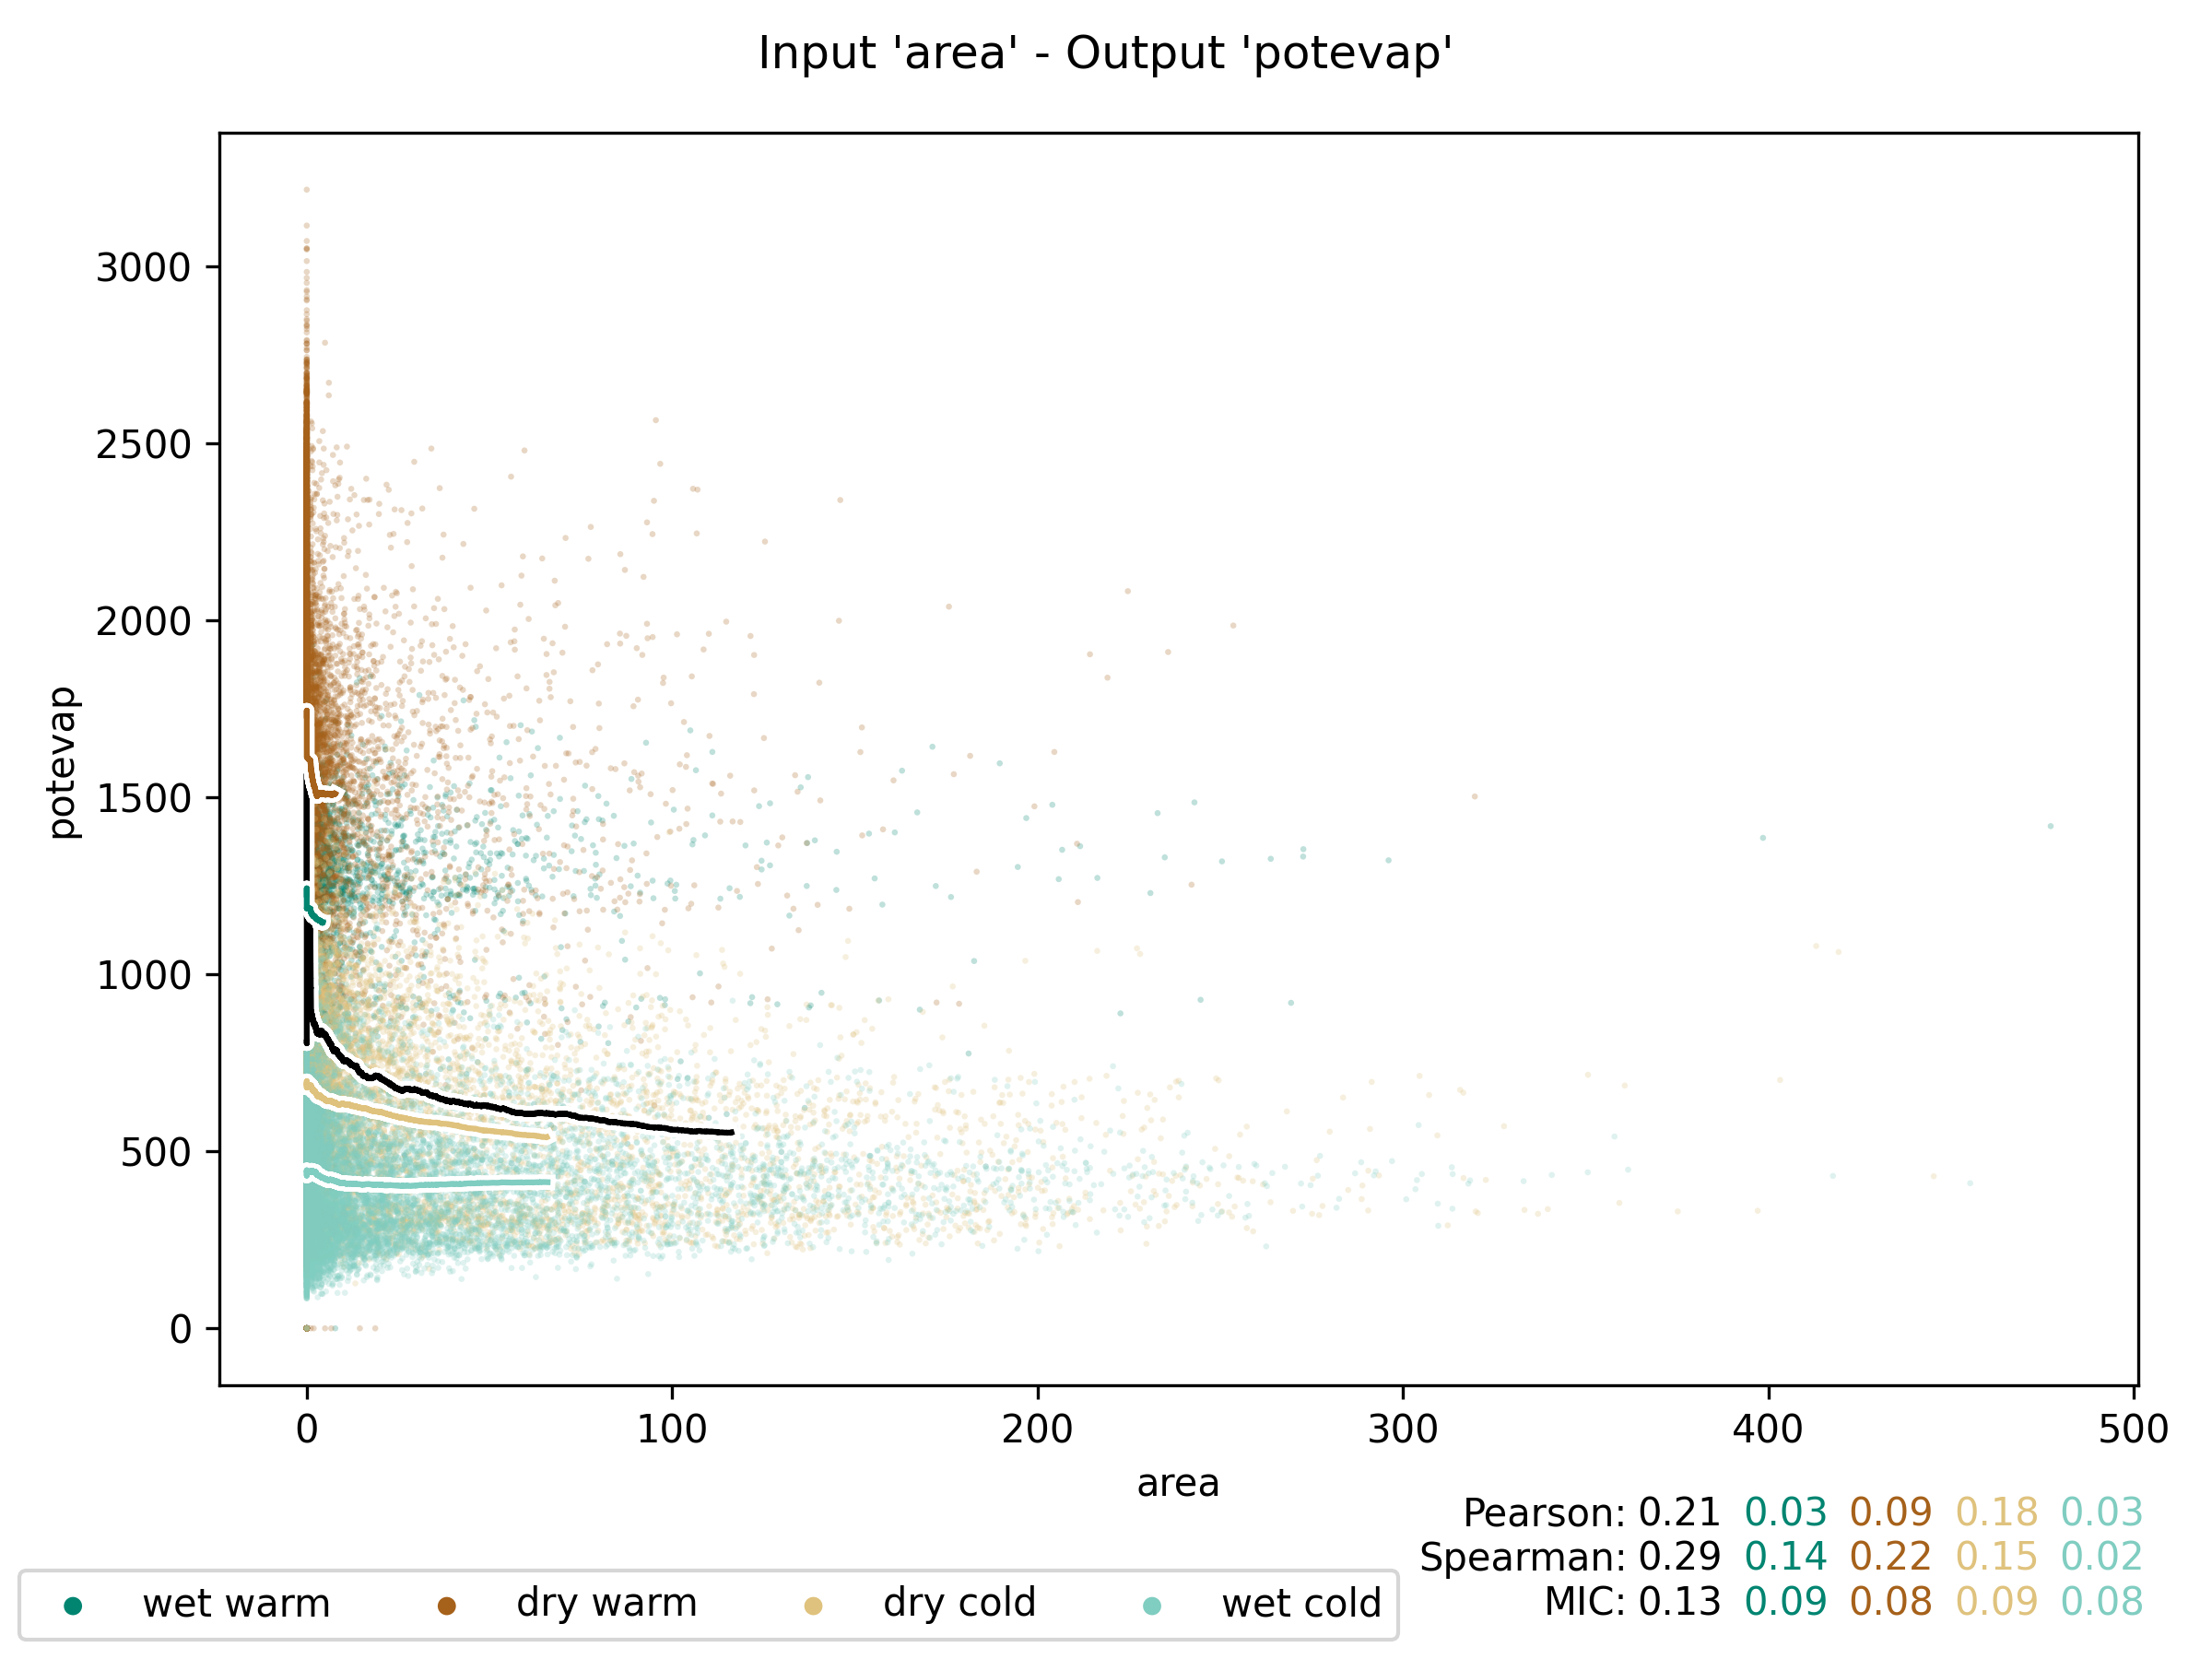 Input 'area' - Output 'potevap'
3000
2500
2000
1500
1000
500
0
potevap
0 100 200 300 400 500
area
Pearson: 0.21 0.03 0.09 0.18 0.03
Spearman: 0.29 0.14 0.22 0.15 0.02
MIC: 0.13 0.09 0.08 0.09 0.08
wet warm dry warm dry cold wet cold